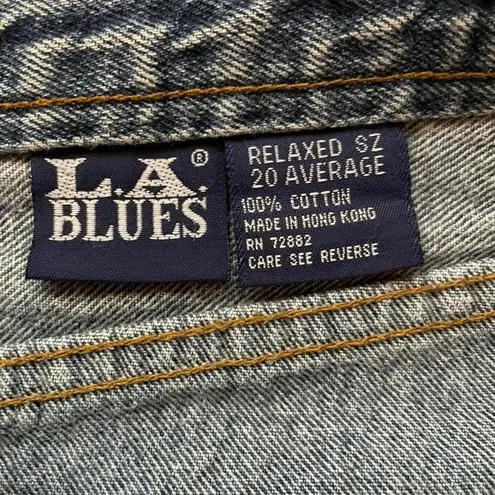 L.A. ®
BLUES
RELAXED SZ
20 AVERAGE
100% COTTON
MADE IN HONG KONG
RN 72882
CARE SEE REVERSE